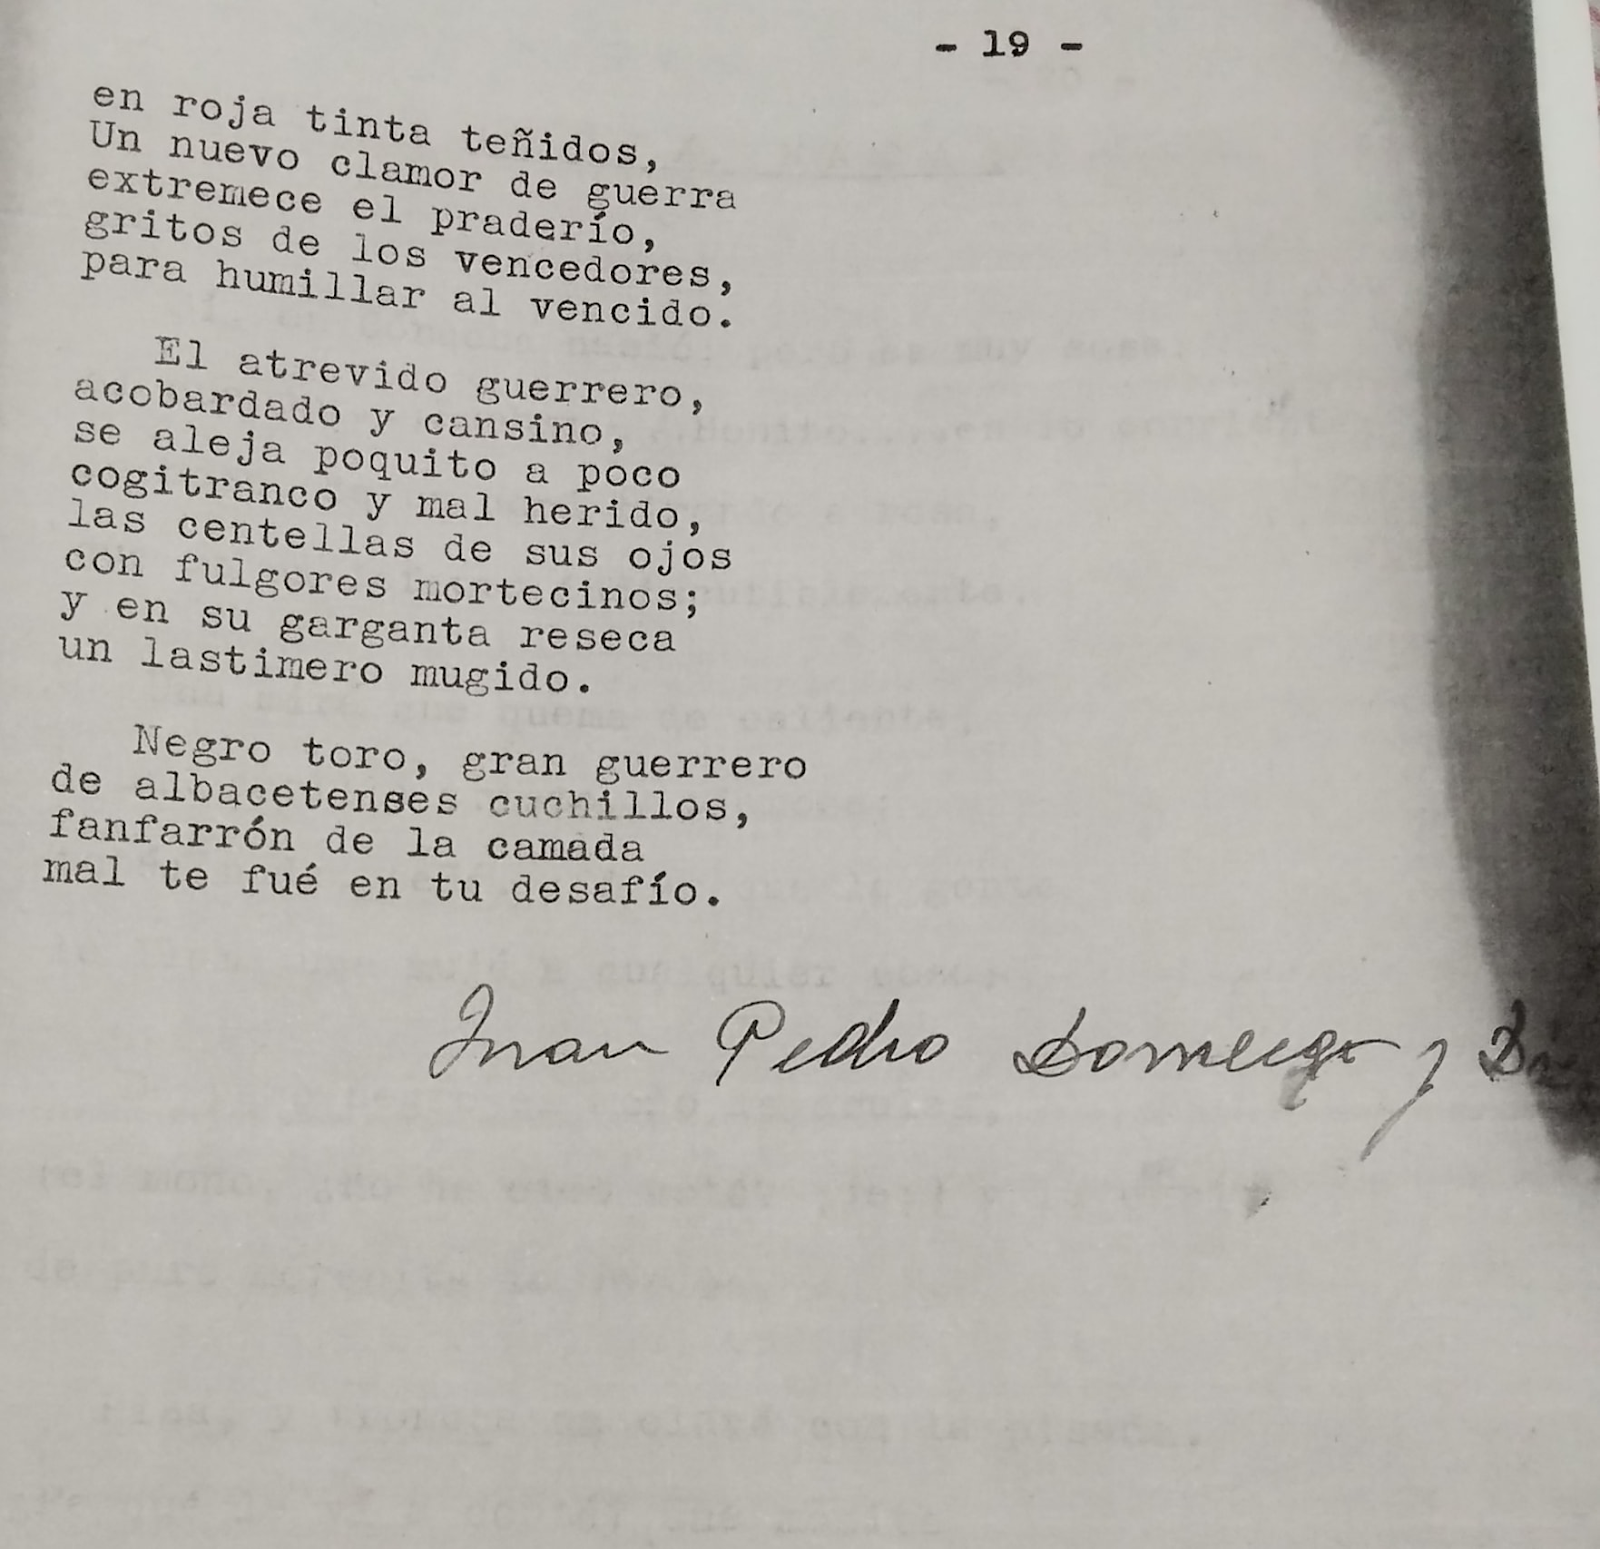 - 19 -
en roja tinta teñidos,
Un nuevo clamor de guerra
extremece el praderío,
gritos de los vencedores,
para humillar al vencido.
El atrevido guerrero,
acobardado y cansino,
se aleja poquito a poco
cogitranco y mal herido,
las centellas de sus ojos
con fulgores mortecinos;
y en su garganta reseca
un lastimero mugido.
Negro toro, gran guerrero
de albacetenses cuchillos,
fanfarrón de la camada
mal te fué en tu desafío.
Juan Pedro Domecq y